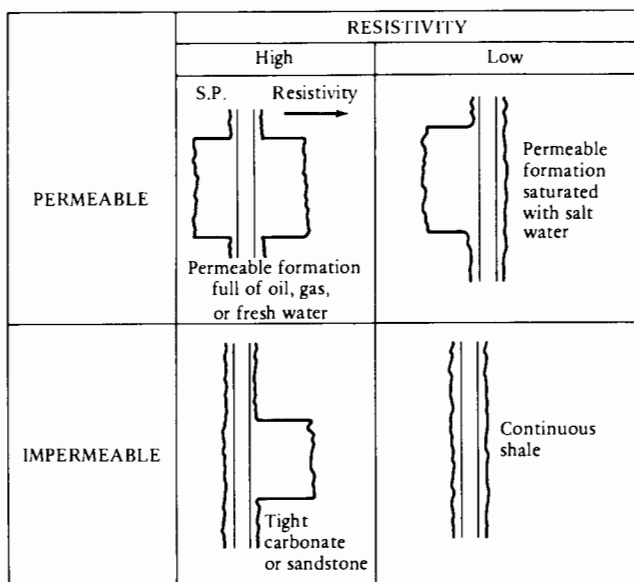 RESISTIVITY
High
Low
PERMEABLE
S.P.
Resistivity
Permeable formation
full of oil, gas,
or fresh water
Permeable
formation
saturated
with salt
water
IMPERMEABLE
Tight
carbonate
or sandstone
Continuous
shale